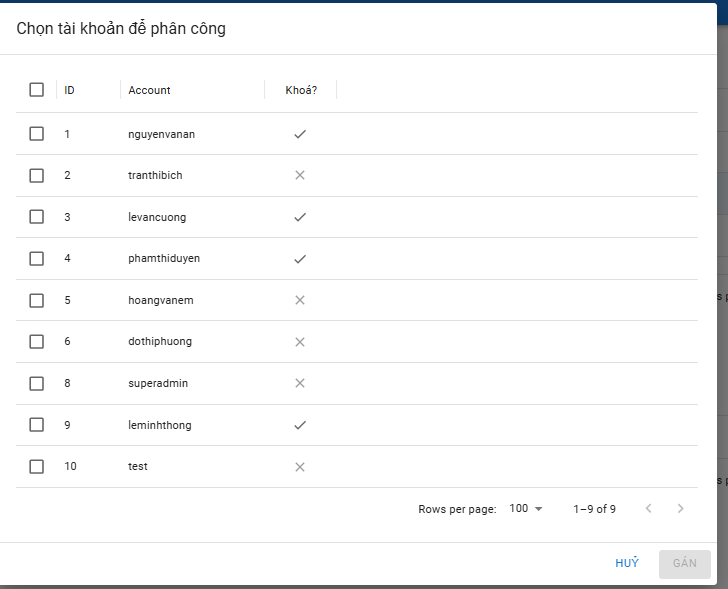 Chọn tài khoản để phân công
ID Account Khoá?
1 nguyenvanan
2 tranthibich
3 levancuong
4 phamthiduyen
5 hoangvanem
6 dothiphuong
8 superadmin
9 leminhthong
10 test
Rows per page: 100 1–9 of 9
HUỶ GÁN